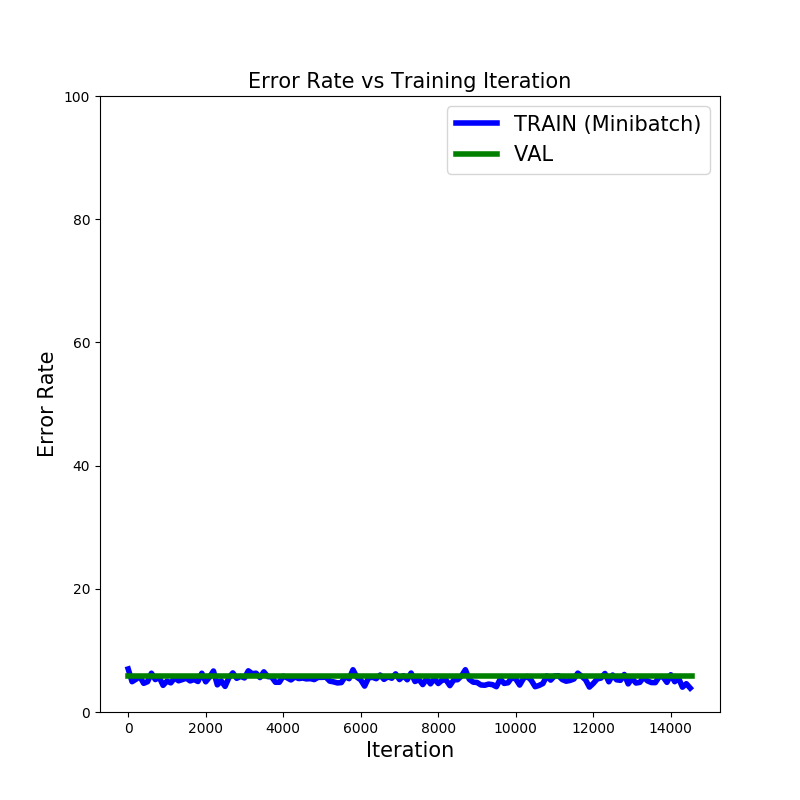 Error Rate vs Training Iteration
100
80
60
40
20
0
Error Rate
TRAIN (Minibatch)
VAL
0 2000 4000 6000 8000 10000 12000 14000
Iteration